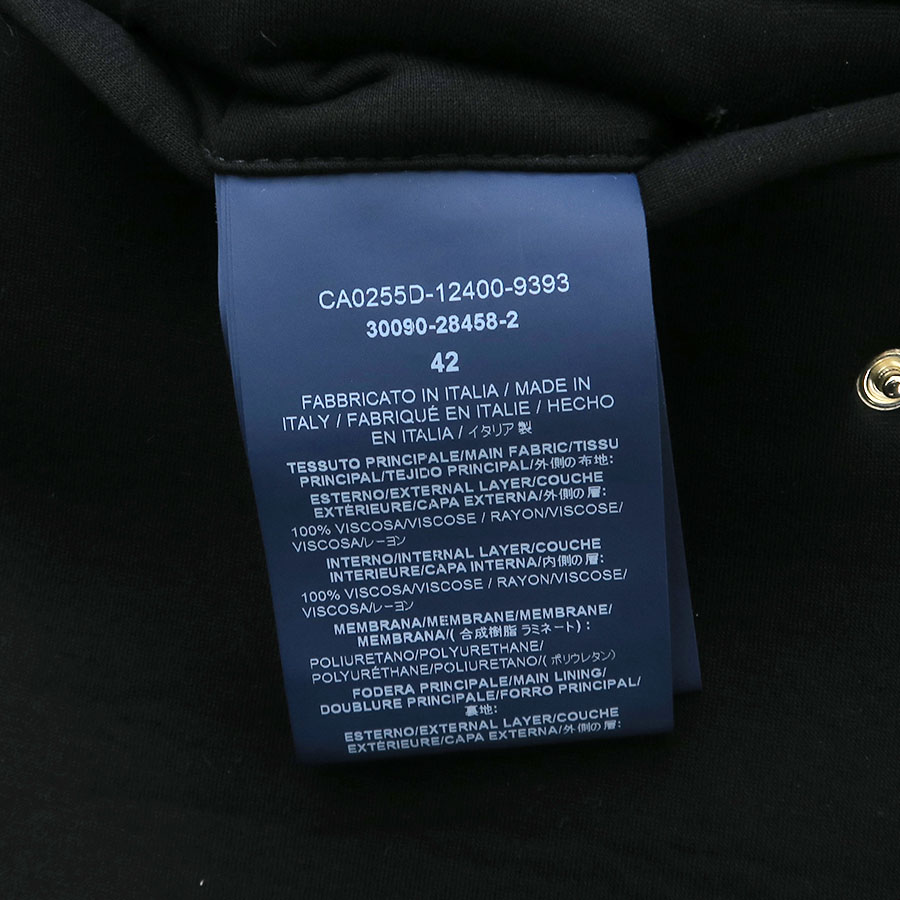 CA0255D-12400-9393
30090-28458-2
42
FABBRICATO IN ITALIA / MADE IN
ITALY / FABRIQUÉ EN ITALIE / HECHO
EN ITALIA / イタリア製
TESSUTO PRINCIPALE/MAIN FABRIC/TISSU
PRINCIPAL/TEJIDO PRINCIPAL/外側の布地:
ESTERNO/EXTERNAL LAYER/COUCHE
EXTÉRIEURE/CAPA EXTERNA/外側の層:
100% VISCOSA/VISCOSE / RAYON/VISCOSE/
VISCOSA/レーヨン
INTERNO/INTERNAL LAYER/COUCHE
INTERIEURE/CAPA INTERNA/内側の層:
100% VISCOSA/VISCOSE / RAYON/VISCOSE/
VISCOSA/レーヨン
MEMBRANA/MEMBRANE/MEMBRANE/
MEMBRANA/( 合成樹脂 ラミネート) :
POLIURETANO/POLYURETHANE/
POLYURÉTHANE/POLIURETANO/( ポリウレタン)
FODERA PRINCIPALE/MAIN LINING/
DOUBLURE PRINCIPALE/FORRO PRINCIPAL/
裏地:
ESTERNO/EXTERNAL LAYER/COUCHE
EXTÉRIEURE/CAPA EXTERNA/外側の層: